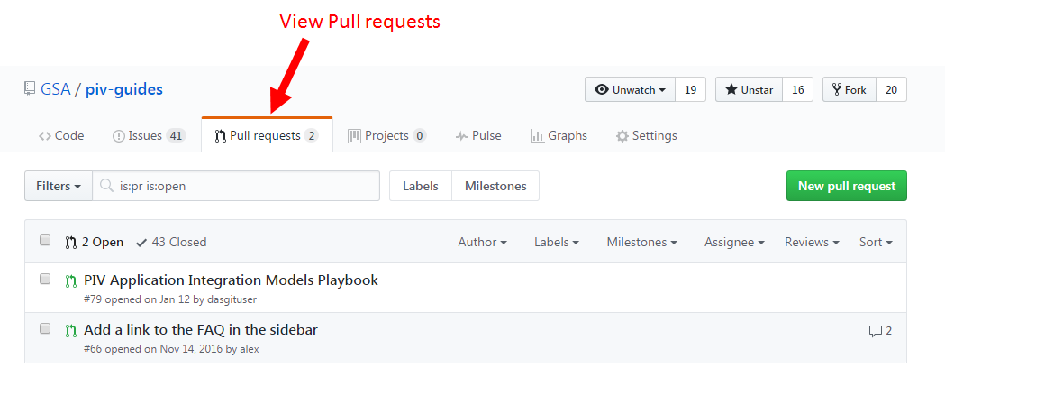 View Pull requests
GSA / piv-guides
Unwatch 19 Unstar 16 Fork 20
Code Issues 41 Pull requests 2 Projects 0 Pulse Graphs Settings
Filters is:pr is:open Labels Milestones New pull request
2 Open 43 Closed Author Labels Milestones Assignee Reviews Sort
PIV Application Integration Models Playbook
#79 opened on Jan 12 by dasgituser
Add a link to the FAQ in the sidebar 2
#66 opened on Nov 14, 2016 by alex